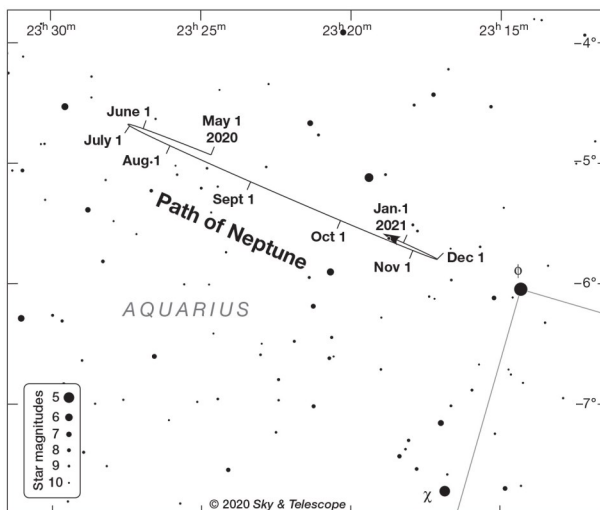 23h 30m
23h 25m
23h 20m
23h 15m
–4°
June 1
May 1
2020
July 1
Aug.1
–5°
Sept 1
Path of Neptune
Oct 1
Jan.1
2021
Nov 1
Dec 1
ϕ
–6°
AQUARIUS
–7°
Star magnitudes
5
6
7
8
9
10
χ
© 2020 Sky & Telescope